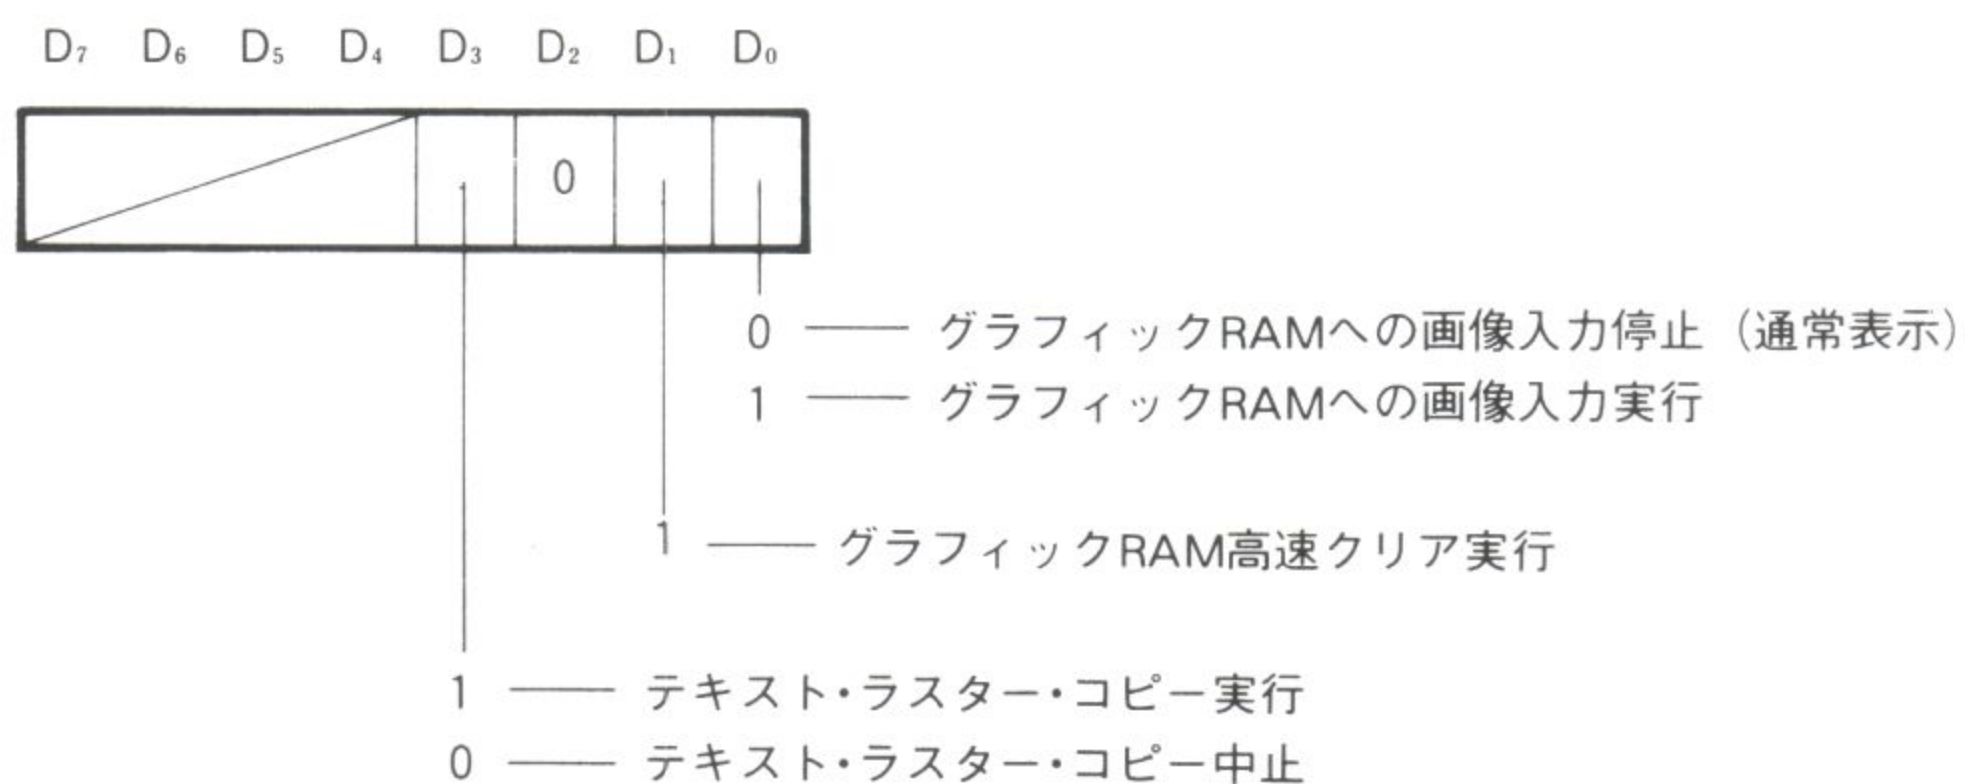 D₇ D₆ D₅ D₄ D₃ D₂ D₁ D₀
0
0 —— グラフィックRAMへの画像入力停止（通常表示）
1 —— グラフィックRAMへの画像入力実行
1 —— グラフィックRAM高速クリア実行
1 —— テキスト・ラスター・コピー実行
0 —— テキスト・ラスター・コピー中止